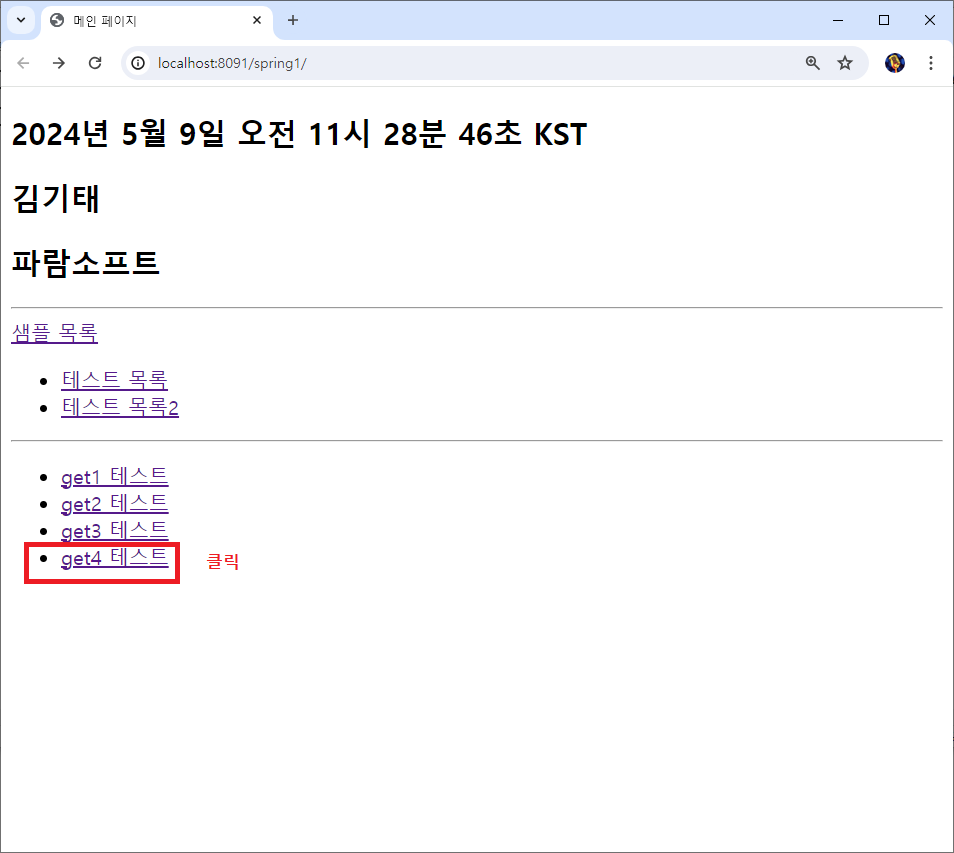 메인 페이지
localhost:8091/spring1/
2024년 5월 9일 오전 11시 28분 46초 KST
김기태
파람소프트
샘플 목록
테스트 목록
테스트 목록2
get1 테스트
get2 테스트
get3 테스트
get4 테스트 클릭